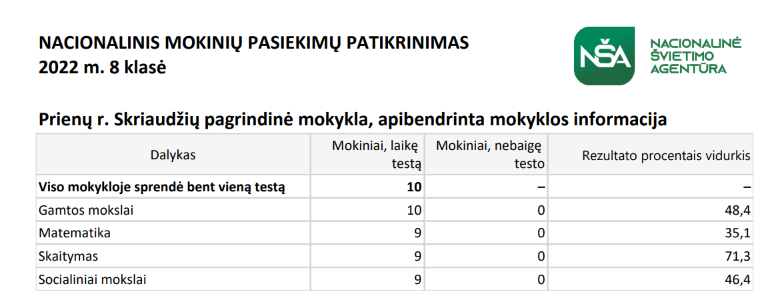 NACIONALINIS MOKINIŲ PASIEKIMŲ PATIKRINIMAS
2022 m. 8 klasė
NŠA
NACIONALINĖ
ŠVIETIMO
AGENTŪRA
Prienų r. Skriaudžių pagrindinė mokykla, apibendrinta mokyklos informacija
Dalykas Mokiniai, laikę testą Mokiniai, nebaigę testo Rezultato procentais vidurkis
Viso mokykloje sprendė bent vieną testą 10 – –
Gamtos mokslai 10 0 48,4
Matematika 9 0 35,1
Skaitymas 9 0 71,3
Socialiniai mokslai 9 0 46,4